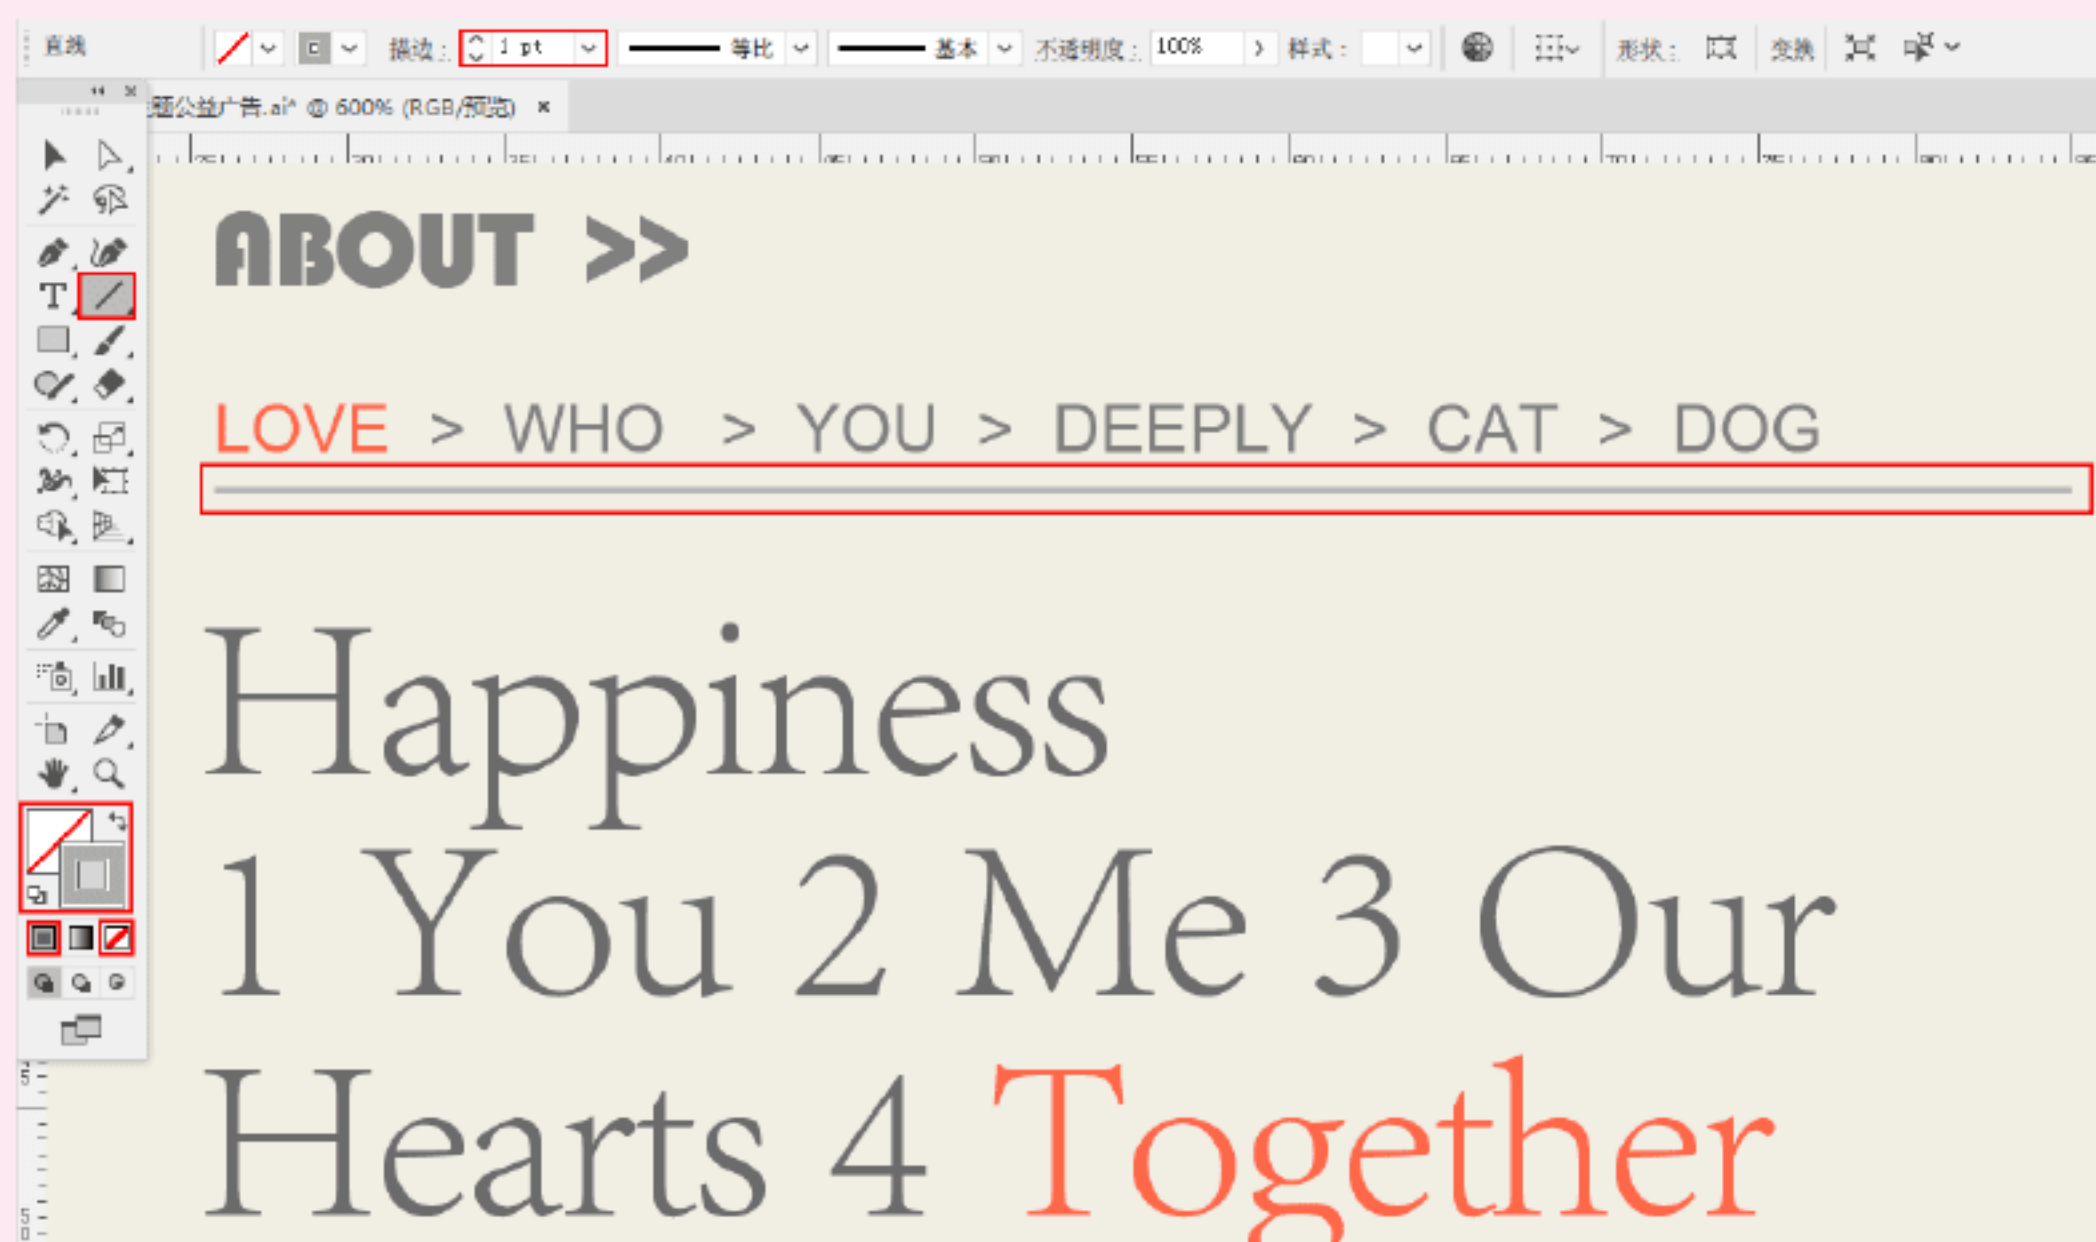 直线 描边: 1 pt 等比 基本 不透明度: 100% 样式: 形状: 变换
题公益广告.ai* @ 600% (RGB/预览) ×
ABOUT >>
LOVE > WHO > YOU > DEEPLY > CAT > DOG
Happiness
1 You 2 Me 3 Our
Hearts 4 Together